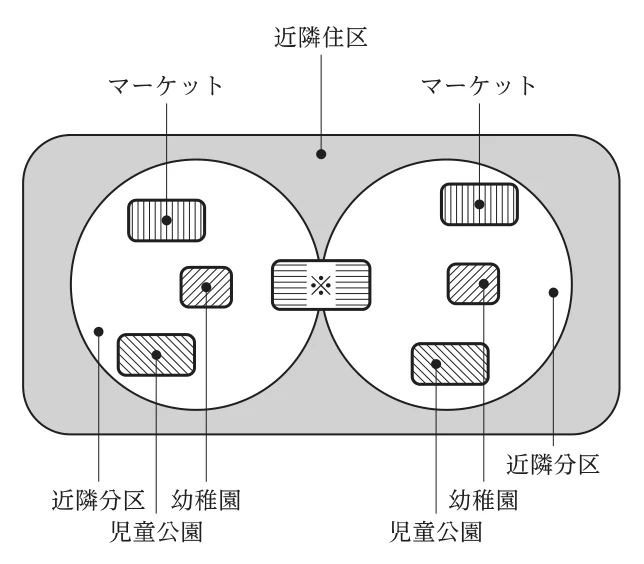 近隣住区
マーケット
マーケット
※
近隣分区
近隣分区
幼稚園
幼稚園
児童公園
児童公園